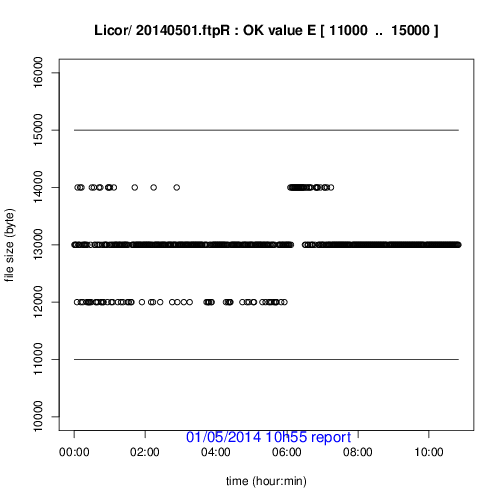 Licor/ 20140501.ftpR : OK value E [ 11000 .. 15000 ]
16000
15000
14000
13000
12000
11000
10000
file size (byte)
01/05/2014 10h55 report
00:00 02:00 04:00 06:00 08:00 10:00
time (hour:min)